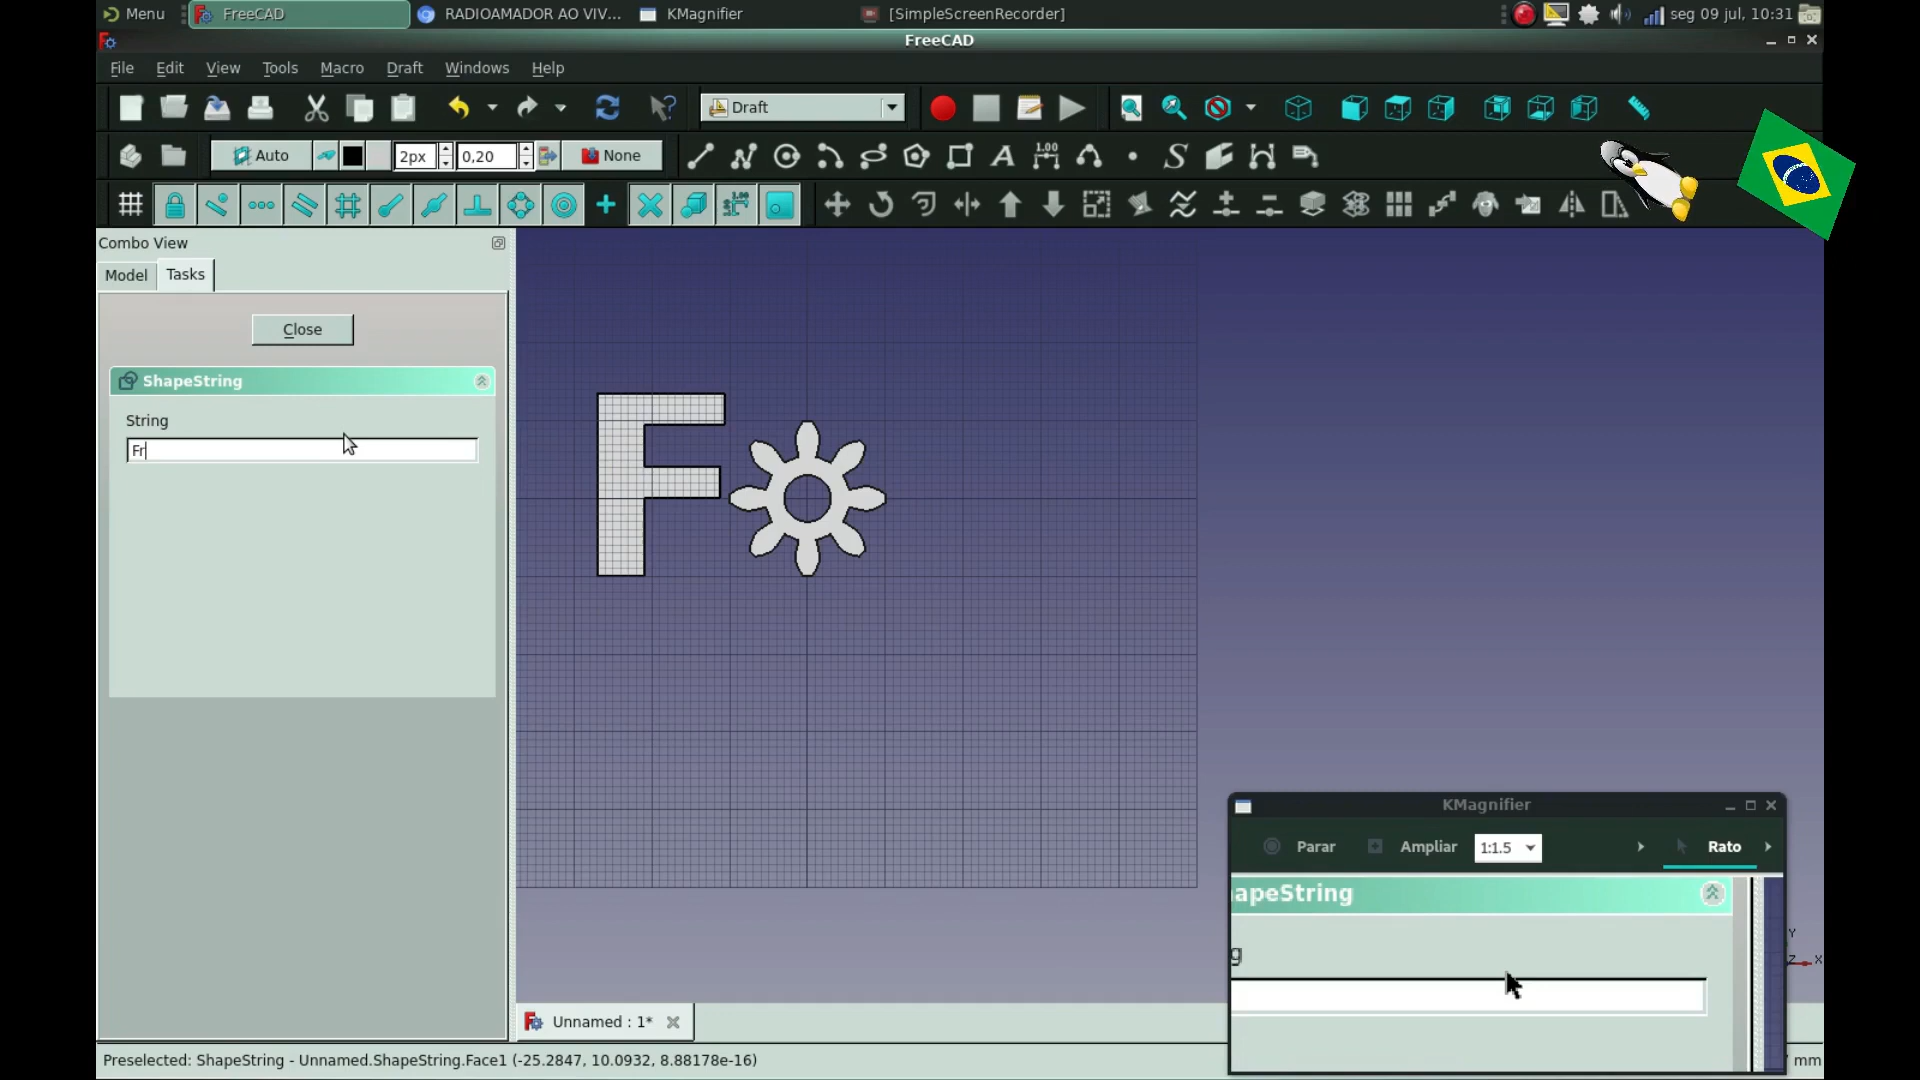 Menu FreeCAD RADIOAMADOR AO VIV... KMagnifier [SimpleScreenRecorder] seg 09 jul, 10:31
FreeCAD
File Edit View Tools Macro Draft Windows Help
Draft
Auto 2px 0,20 None
Combo View
Model Tasks
Close
ShapeString
String
Fr
F
KMagnifier
Parar Ampliar 1:1.5 Rato
apeString
g
Y
Z X
Unnamed : 1*
Preselected: ShapeString - Unnamed.ShapeString.Face1 (-25.2847, 10.0932, 8.88178e-16) mm